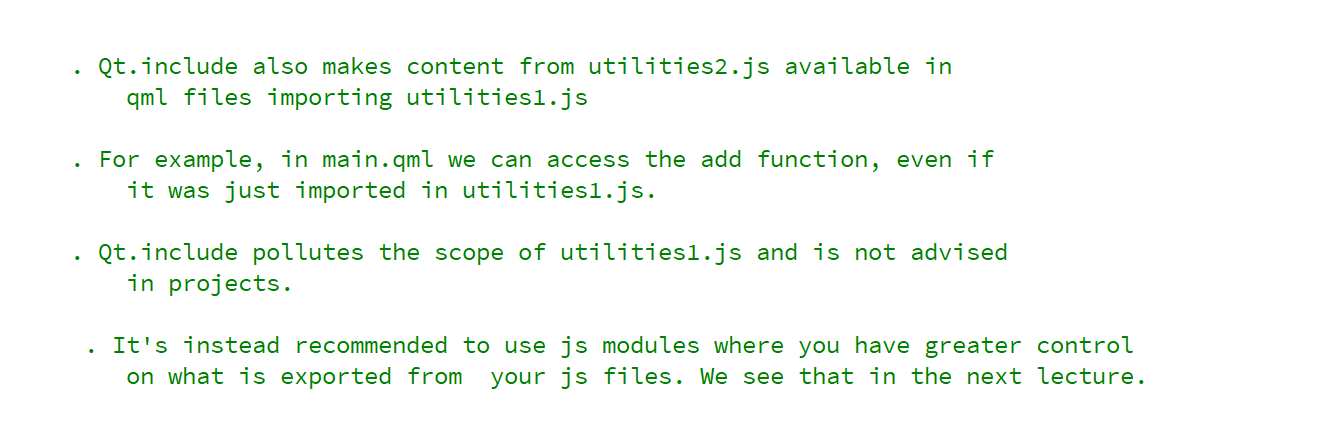 . Qt.include also makes content from utilities2.js available in
qml files importing utilities1.js
. For example, in main.qml we can access the add function, even if
it was just imported in utilities1.js.
. Qt.include pollutes the scope of utilities1.js and is not advised
in projects.
. It's instead recommended to use js modules where you have greater control
on what is exported from  your js files. We see that in the next lecture.